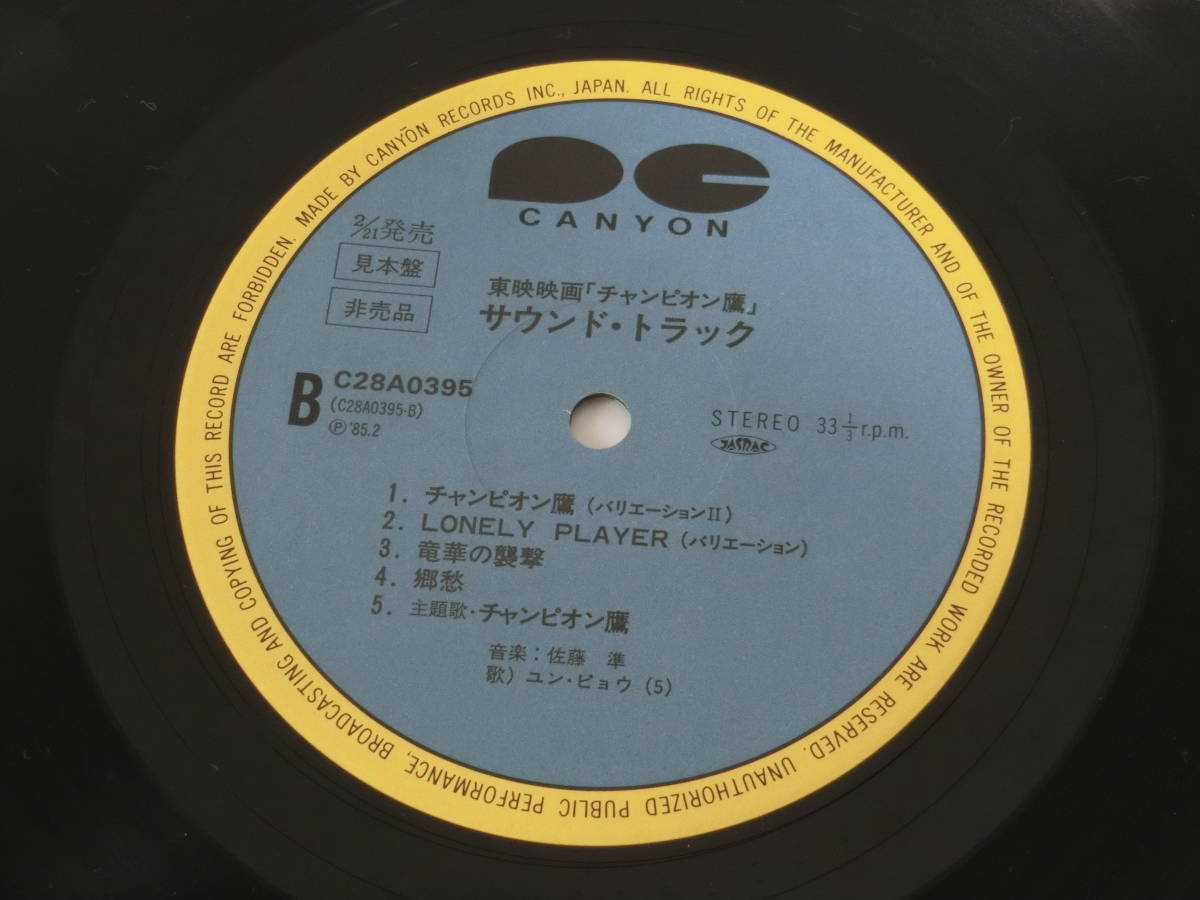 MADE BY CANYON RECORDS INC., JAPAN. ALL RIGHTS OF THE MANUFACTURER AND OF THE OWNER OF THE RECORDED WORK ARE RESERVED. UNAUTHORIZED PUBLIC PERFORMANCE, BROADCASTING AND COPYING OF THIS RECORD ARE FORBIDDEN.
CANYON
2/21発売
見本盤
非売品
東映映画「チャンピオン鷹」
サウンド・トラック
B C28A0395
(C28A0395-B)
Ⓟ'85.2
STEREO 33 1/3 r.p.m.
JASRAC
1. チャンピオン鷹 (バリエーションII)
2. LONELY PLAYER (バリエーション)
3. 竜華の襲撃
4. 郷愁
5. 主題歌・チャンピオン鷹
音楽:佐藤 準
歌) ユン・ピョウ (5)